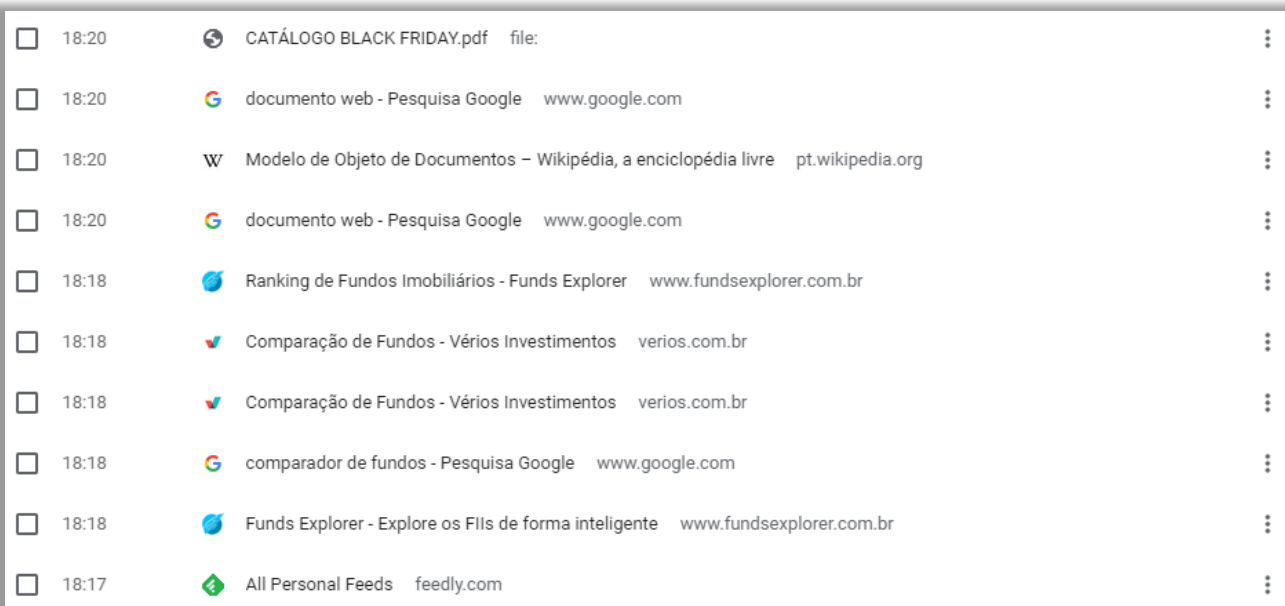 18:20 CATÁLOGO BLACK FRIDAY.pdf file:
18:20 documento web - Pesquisa Google www.google.com
18:20 W Modelo de Objeto de Documentos – Wikipédia, a enciclopédia livre pt.wikipedia.org
18:20 G documento web - Pesquisa Google www.google.com
18:18 Ranking de Fundos Imobiliários - Funds Explorer www.fundsexplorer.com.br
18:18 Comparação de Fundos - Vérios Investimentos verios.com.br
18:18 Comparação de Fundos - Vérios Investimentos verios.com.br
18:18 G comparador de fundos - Pesquisa Google www.google.com
18:18 Funds Explorer - Explore os FIIs de forma inteligente www.fundsexplorer.com.br
18:17 All Personal Feeds feedly.com